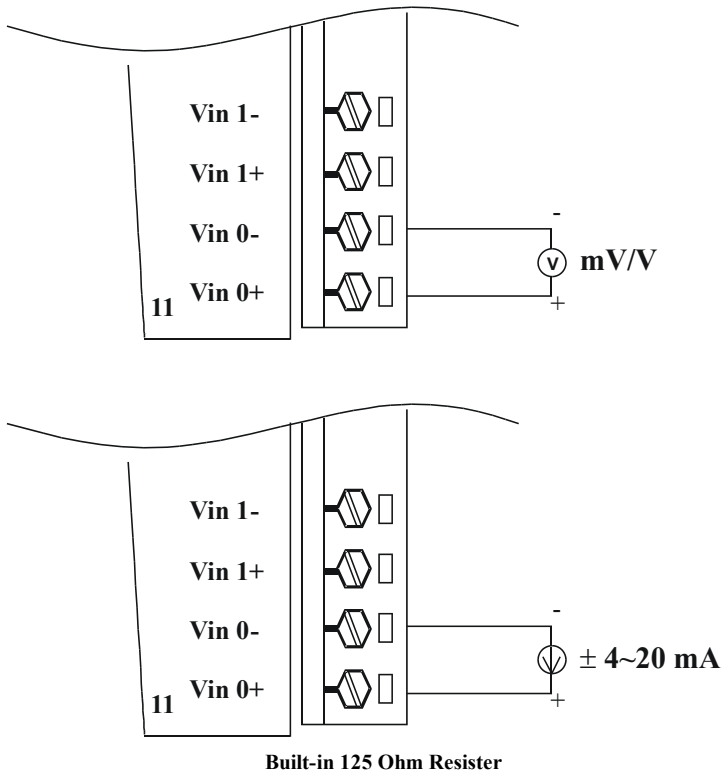 Vin 1-
Vin 1+
Vin 0-
Vin 0+
11
-
V
mV/V
+
Vin 1-
Vin 1+
Vin 0-
Vin 0+
11
-
± 4~20 mA
+
Built-in 125 Ohm Resister